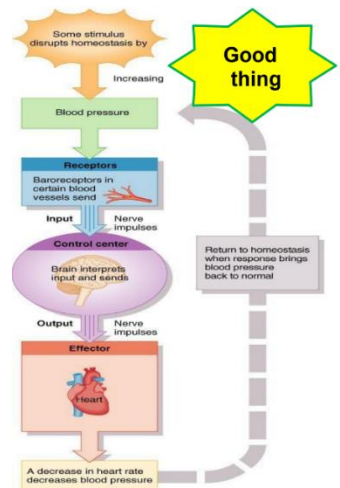 Some stimulus
disrupts homeostasis by
Good
thing
Increasing
Blood pressure
Receptors
Baroreceptors in
certain blood
vessels send
Input
Nerve
impulses
Control center
Brain interprets
input and sends
Return to homeostasis
when response brings
blood pressure
back to normal
Output
Nerve
impulses
Effector
Heart
A decrease in heart rate
decreases blood pressure